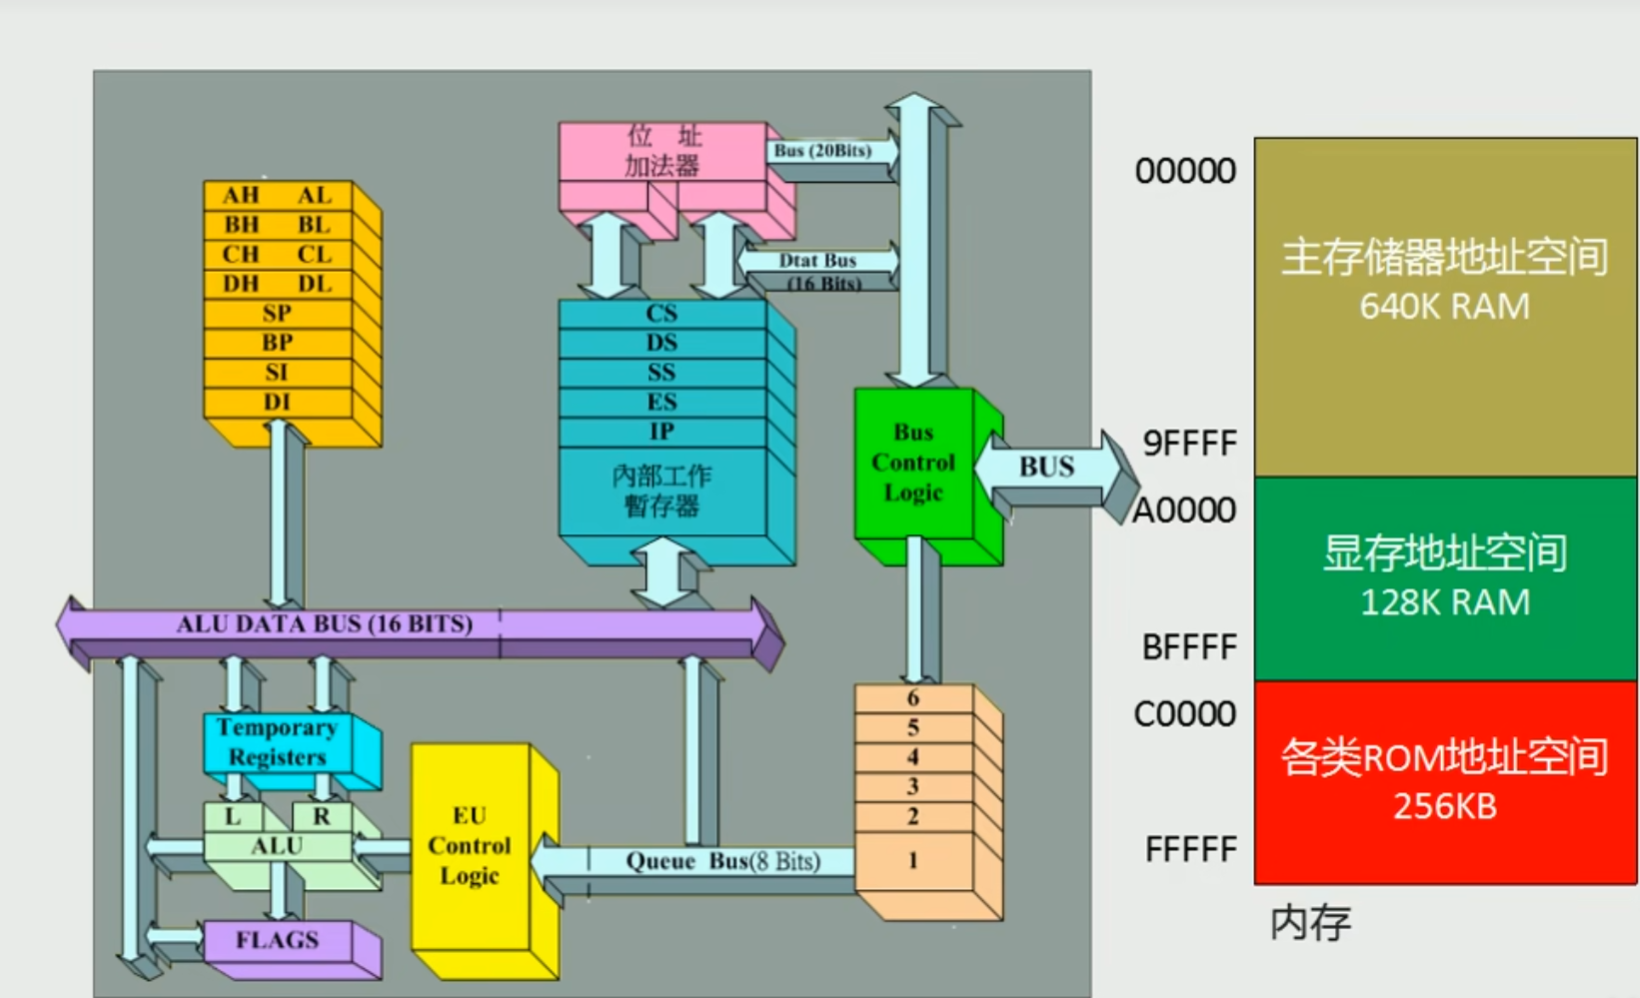 位 址
加法器
Bus (20Bits)
Dtat Bus
(16 Bits)
AH AL
BH BL
CH CL
DH DL
SP
BP
SI
DI
CS
DS
SS
ES
IP
內部工作
暫存器
Bus
Control
Logic
BUS
ALU DATA BUS (16 BITS)
Temporary
Registers
L R
ALU
FLAGS
EU
Control
Logic
Queue Bus(8 Bits)
6
5
4
3
2
1
00000
主存储器地址空间
640K RAM
9FFFF
A0000
显存地址空间
128K RAM
BFFFF
C0000
各类ROM地址空间
256KB
FFFFF
内存